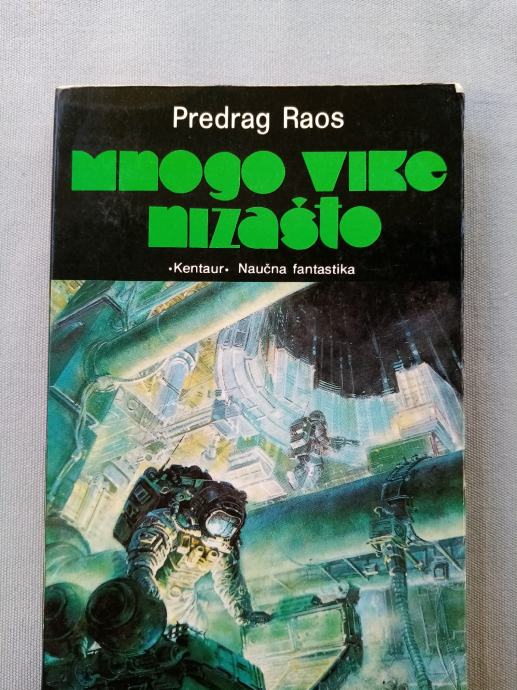 Predrag Raos
mnogo vike
nizašto
•Kentaur• Naučna fantastika